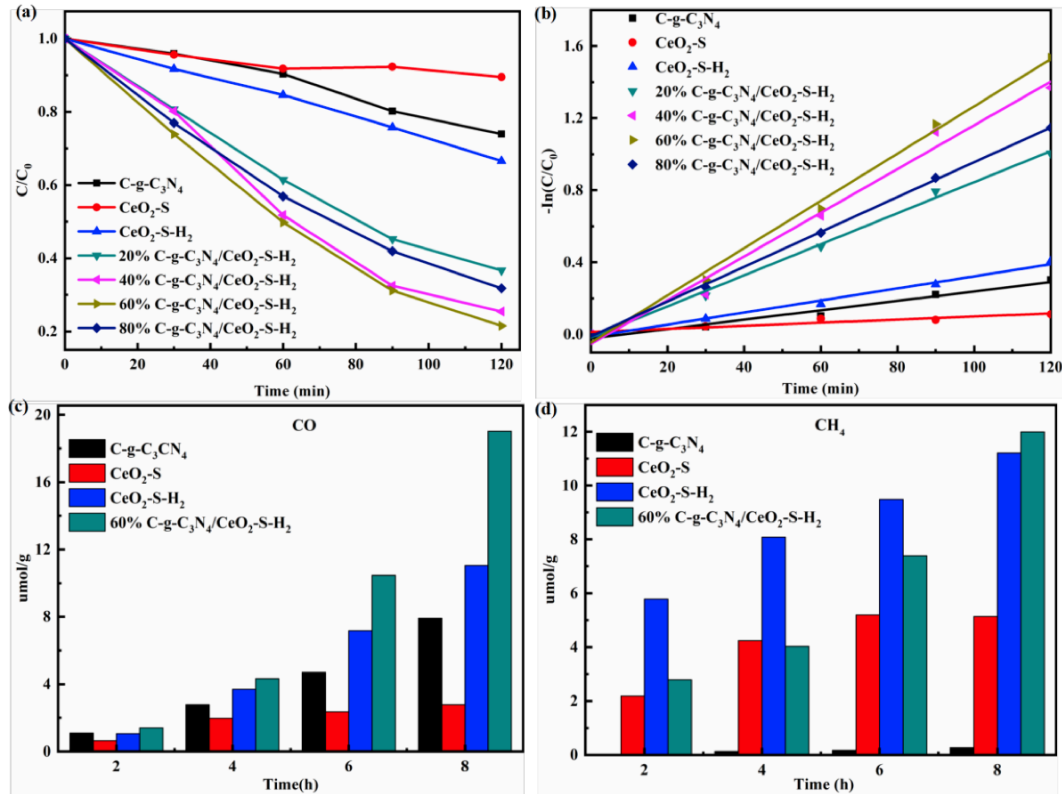 (a)
1.0
0.8
0.6
0.4
0.2
C/C₀
C-g-C₃N₄
CeO₂-S
CeO₂-S-H₂
20% C-g-C₃N₄/CeO₂-S-H₂
40% C-g-C₃N₄/CeO₂-S-H₂
60% C-g-C₃N₄/CeO₂-S-H₂
80% C-g-C₃N₄/CeO₂-S-H₂
0 20 40 60 80 100 120
Time (min)
(b)
1.6
1.2
0.8
0.4
0.0
-In(C/C₀)
C-g-C₃N₄
CeO₂-S
CeO₂-S-H₂
20% C-g-C₃N₄/CeO₂-S-H₂
40% C-g-C₃N₄/CeO₂-S-H₂
60% C-g-C₃N₄/CeO₂-S-H₂
80% C-g-C₃N₄/CeO₂-S-H₂
0 20 40 60 80 100 120
Time (min)
(c)
CO
20
16
12
8
4
0
umol/g
C-g-C₃CN₄
CeO₂-S
CeO₂-S-H₂
60% C-g-C₃N₄/CeO₂-S-H₂
2 4 6 8
Time(h)
(d)
CH₄
12
10
8
6
4
2
0
umol/g
C-g-C₃N₄
CeO₂-S
CeO₂-S-H₂
60% C-g-C₃N₄/CeO₂-S-H₂
2 4 6 8
Time (h)